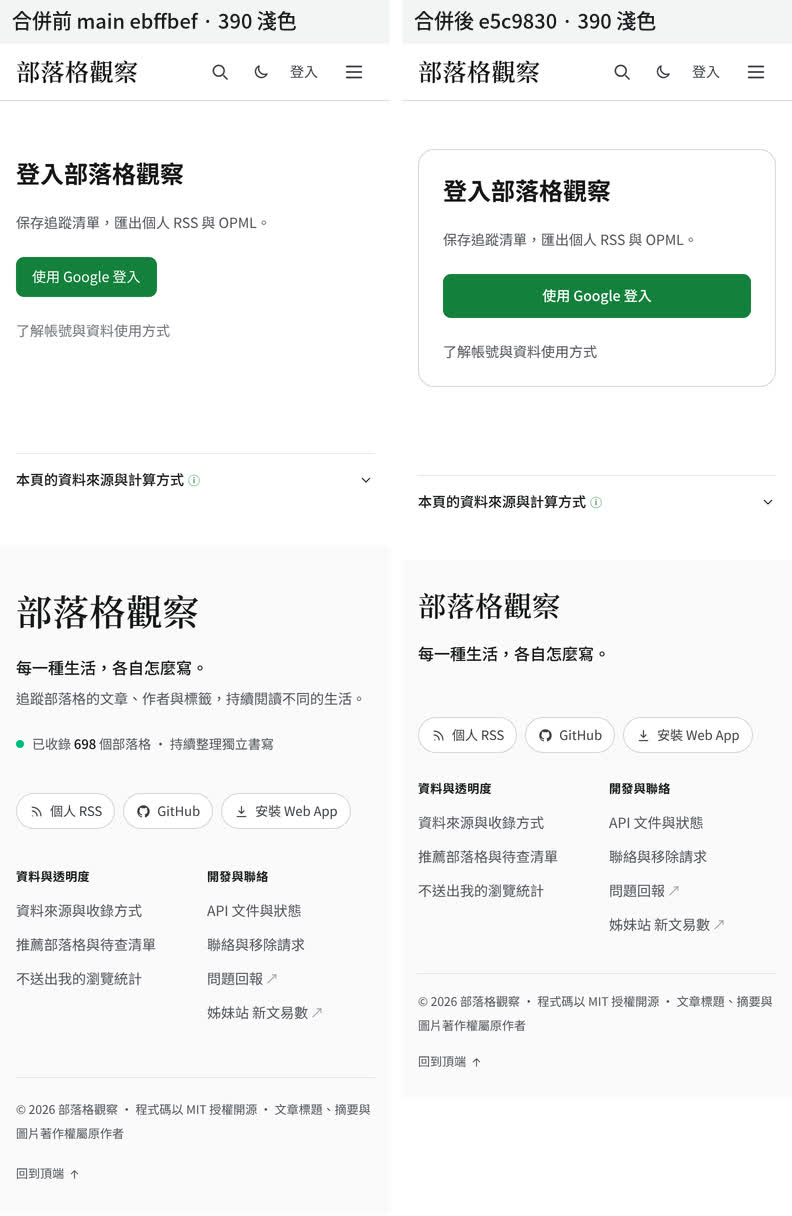 合併前 main ebffbef · 390 淺色
部落格觀察
登入
登入部落格觀察
保存追蹤清單，匯出個人 RSS 與 OPML。
使用 Google 登入
了解帳號與資料使用方式
本頁的資料來源與計算方式 ⓘ
部落格觀察
每一種生活，各自怎麼寫。
追蹤部落格的文章、作者與標籤，持續閱讀不同的生活。
已收錄 698 個部落格 · 持續整理獨立書寫
個人 RSS
GitHub
安裝 Web App
資料與透明度
資料來源與收錄方式
推薦部落格與待查清單
不送出我的瀏覽統計
開發與聯絡
API 文件與狀態
聯絡與移除請求
問題回報 ↗
姊妹站 新文易數 ↗
© 2026 部落格觀察 · 程式碼以 MIT 授權開源 · 文章標題、摘要與
圖片著作權屬原作者
回到頂端 ↑
合併後 e5c9830 · 390 淺色
部落格觀察
登入
登入部落格觀察
保存追蹤清單，匯出個人 RSS 與 OPML。
使用 Google 登入
了解帳號與資料使用方式
本頁的資料來源與計算方式 ⓘ
部落格觀察
每一種生活，各自怎麼寫。
個人 RSS
GitHub
安裝 Web App
資料與透明度
資料來源與收錄方式
推薦部落格與待查清單
不送出我的瀏覽統計
開發與聯絡
API 文件與狀態
聯絡與移除請求
問題回報 ↗
姊妹站 新文易數 ↗
© 2026 部落格觀察 · 程式碼以 MIT 授權開源 · 文章標題、摘要與
圖片著作權屬原作者
回到頂端 ↑